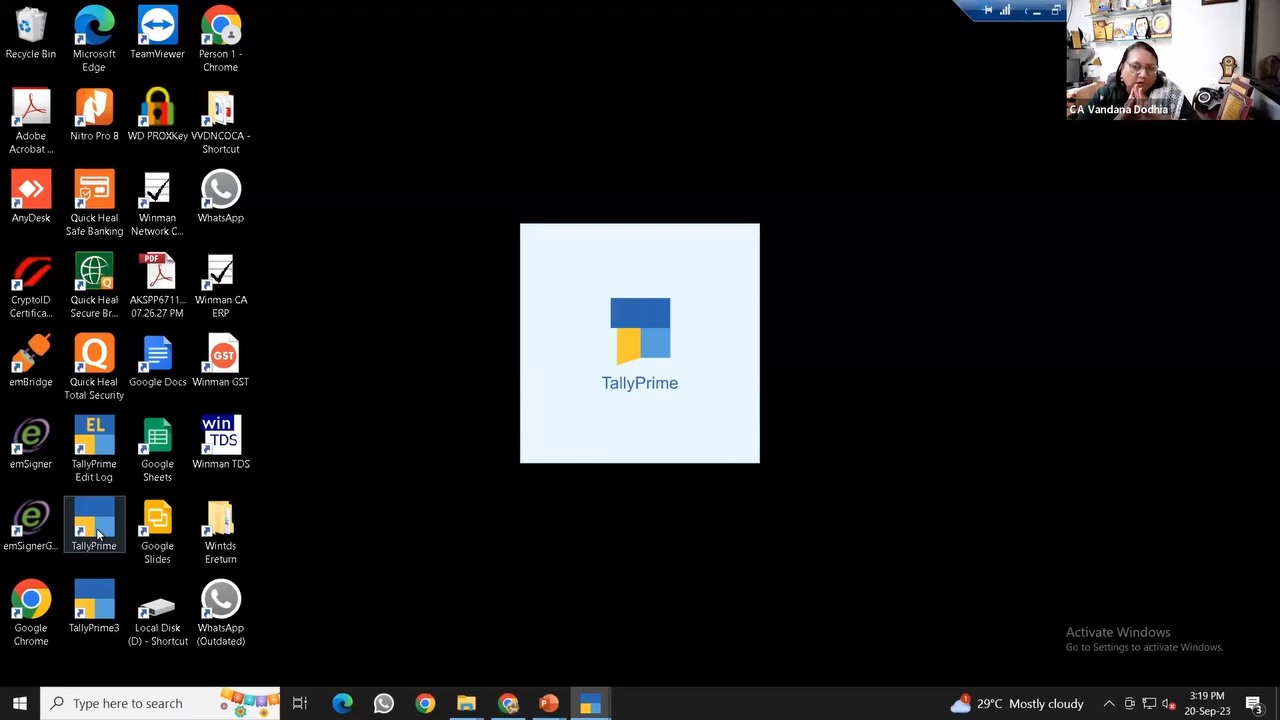 Recycle Bin
Microsoft
Edge
TeamViewer
Person 1 -
Chrome
Adobe
Acrobat ...
Nitro Pro 8
WD PROXKey
VVDNCOCA -
Shortcut
AnyDesk
Quick Heal
Safe Banking
Winman
Network C...
WhatsApp
PDF
CryptoID
Certifica...
Quick Heal
Secure Br...
AKSPP6711...
07.26.27 PM
Winman CA
ERP
GST
emBridge
Quick Heal
Total Security
Google Docs
Winman GST
EL
win
TDS
emSigner
TallyPrime
Edit Log
Google
Sheets
Winman TDS
emSignerG...
TallyPrime
Google
Slides
Wintds
Ereturn
Google
Chrome
TallyPrime3
Local Disk
(D) - Shortcut
WhatsApp
(Outdated)
TallyPrime
CA Vandana Dodhia
Activate Windows
Go to Settings to activate Windows.
Type here to search
29°C Mostly cloudy
3:19 PM
20-Sep-23
3